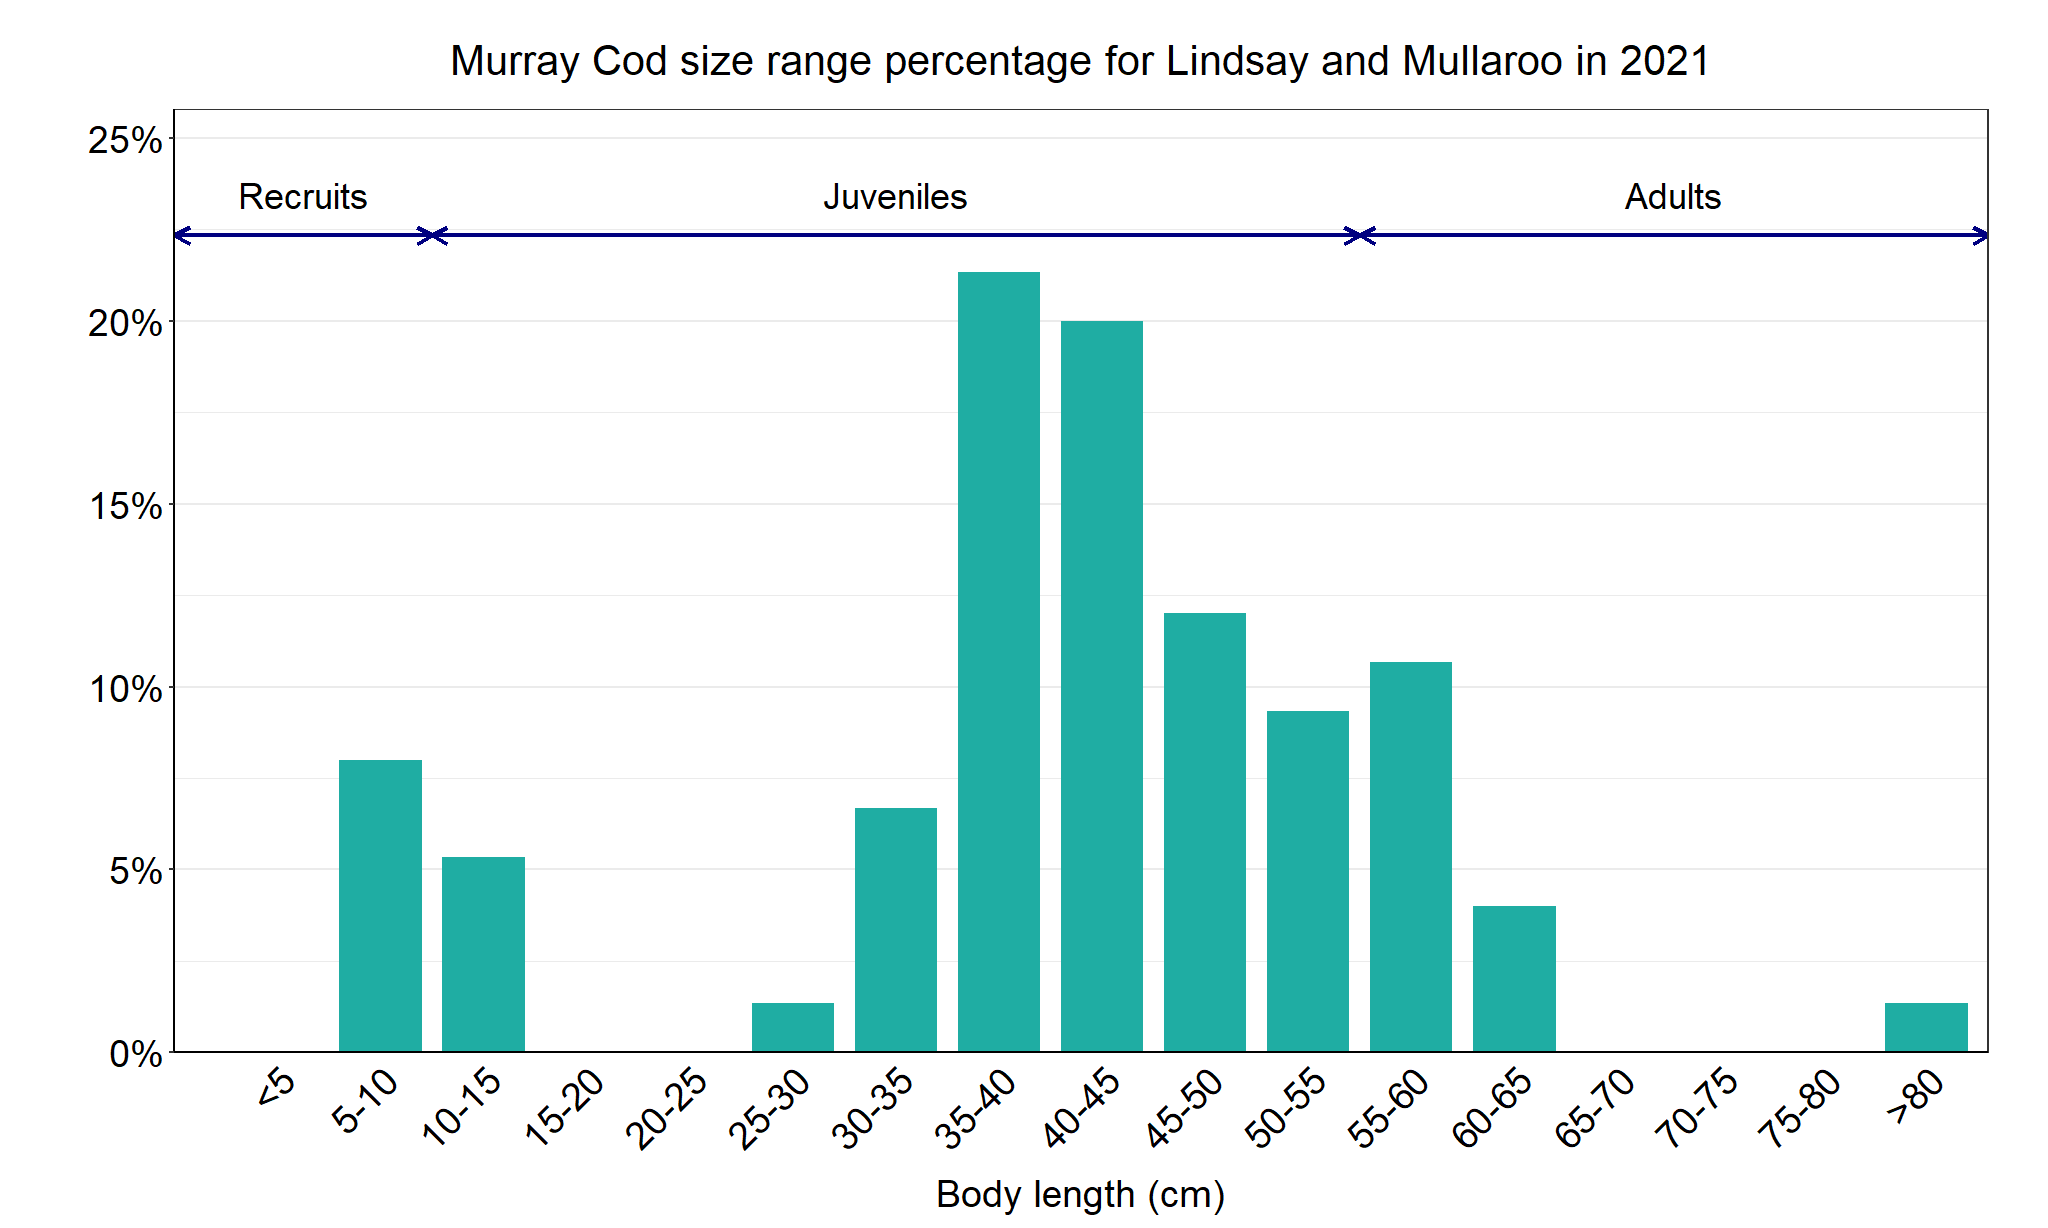 Murray Cod size range percentage for Lindsay and Mullaroo in 2021
25%
Recruits Juveniles Adults
20%
15%
10%
5%
0%
<5 5-10 10-15 15-20 20-25 25-30 30-35 35-40 40-45 45-50 50-55 55-60 60-65 65-70 70-75 75-80 >80
Body length (cm)